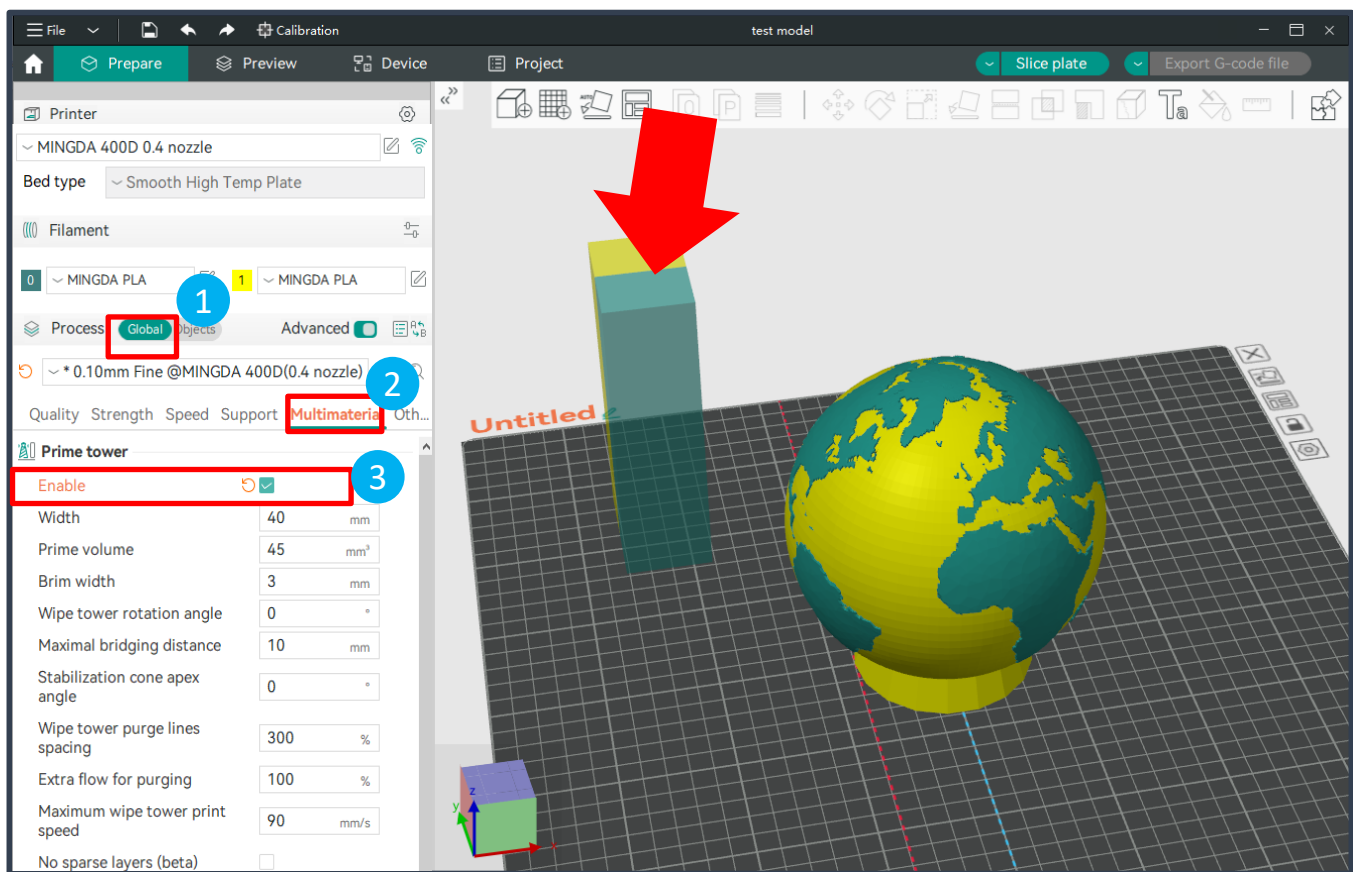 File
Calibration
test model
Prepare
Preview
Device
Project
Slice plate
Export G-code file
Printer
MINGDA 400D 0.4 nozzle
Bed type
Smooth High Temp Plate
Filament
0
MINGDA PLA
1
MINGDA PLA
1
Process
Global
Objects
Advanced
* 0.10mm Fine @MINGDA 400D(0.4 nozzle)
2
Quality
Strength
Speed
Support
Multimateria
Oth...
Prime tower
Enable
3
Width
40 mm
Prime volume
45 mm³
Brim width
3 mm
Wipe tower rotation angle
0 °
Maximal bridging distance
10 mm
Stabilization cone apex
angle
0 °
Wipe tower purge lines
spacing
300 %
Extra flow for purging
100 %
Maximum wipe tower print
speed
90 mm/s
No sparse layers (beta)
Untitled
z
y
x